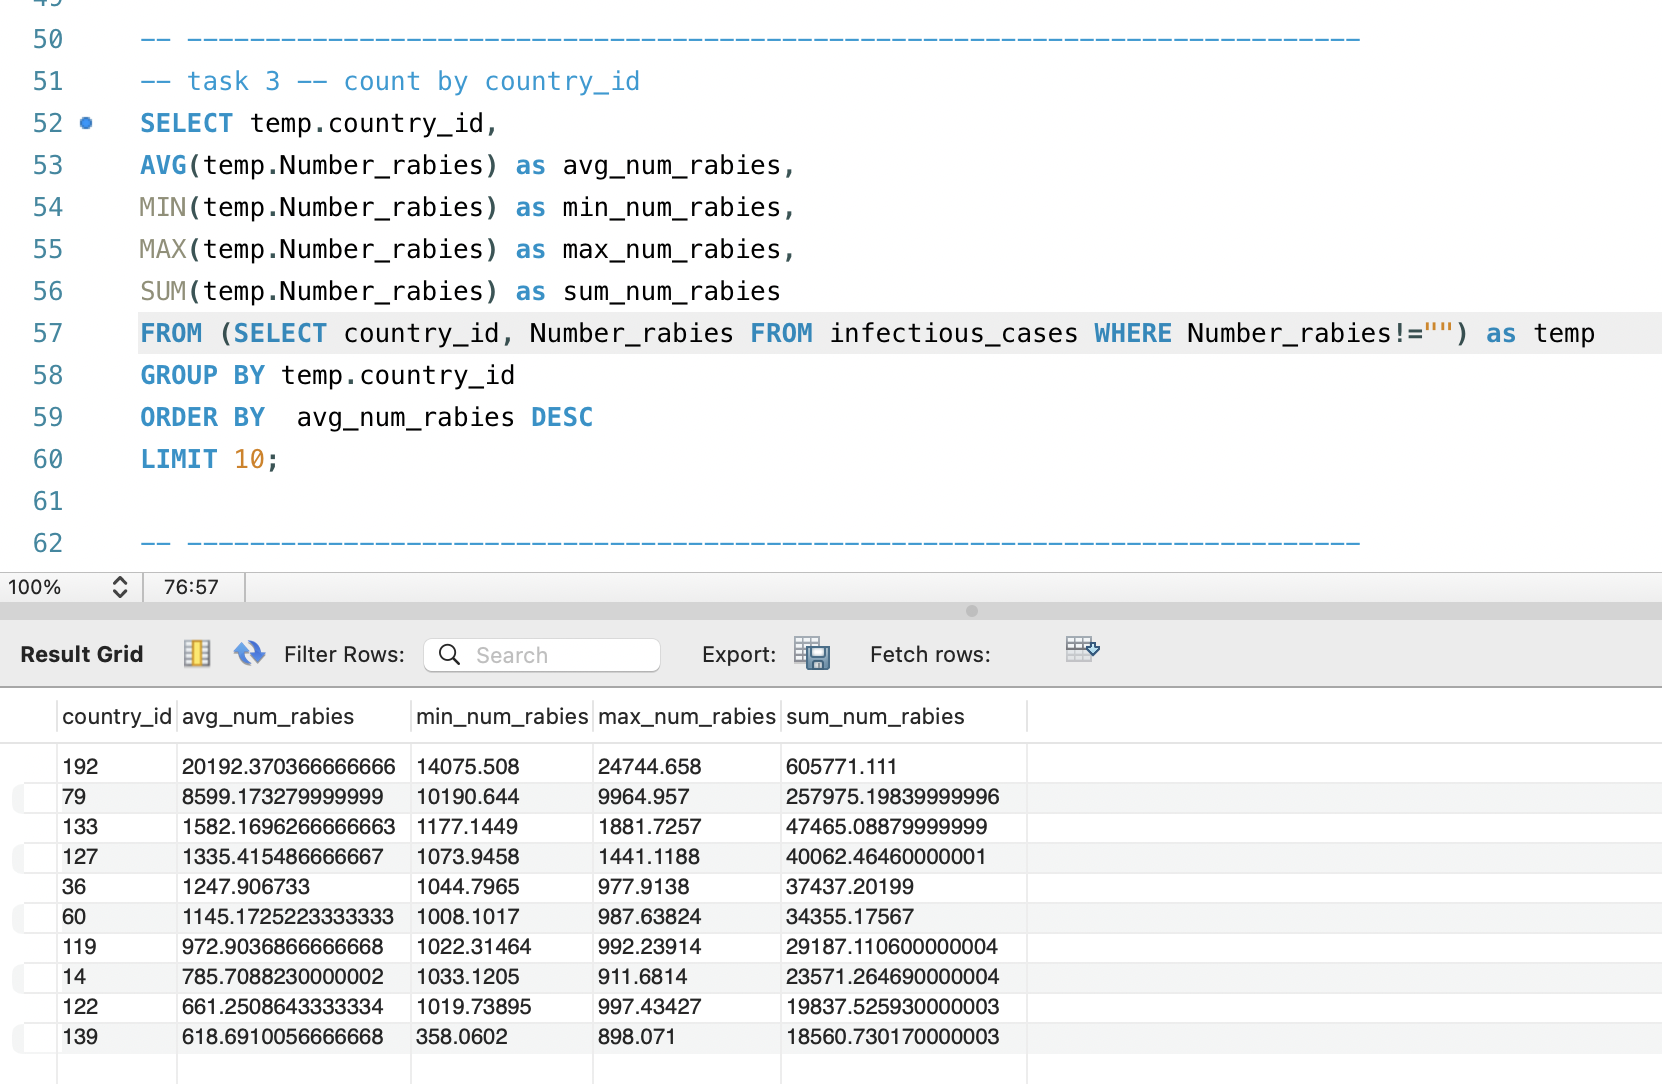 49
50 -- ---------------------------------------------------------------------------
51 -- task 3 -- count by country_id
52 SELECT temp.country_id,
53 AVG(temp.Number_rabies) as avg_num_rabies,
54 MIN(temp.Number_rabies) as min_num_rabies,
55 MAX(temp.Number_rabies) as max_num_rabies,
56 SUM(temp.Number_rabies) as sum_num_rabies
57 FROM (SELECT country_id, Number_rabies FROM infectious_cases WHERE Number_rabies!="") as temp
58 GROUP BY temp.country_id
59 ORDER BY  avg_num_rabies DESC
60 LIMIT 10;
61
62 -- ---------------------------------------------------------------------------
100% 76:57
Result Grid Filter Rows: Search Export: Fetch rows:
country_id avg_num_rabies min_num_rabies max_num_rabies sum_num_rabies
192 20192.370366666666 14075.508 24744.658 605771.111
79 8599.173279999999 10190.644 9964.957 257975.19839999996
133 1582.1696266666663 1177.1449 1881.7257 47465.08879999999
127 1335.415486666667 1073.9458 1441.1188 40062.46460000001
36 1247.906733 1044.7965 977.9138 37437.20199
60 1145.1725223333333 1008.1017 987.63824 34355.17567
119 972.9036866666668 1022.31464 992.23914 29187.110600000004
14 785.7088230000002 1033.1205 911.6814 23571.264690000004
122 661.2508643333334 1019.73895 997.43427 19837.525930000003
139 618.6910056666668 358.0602 898.071 18560.730170000003